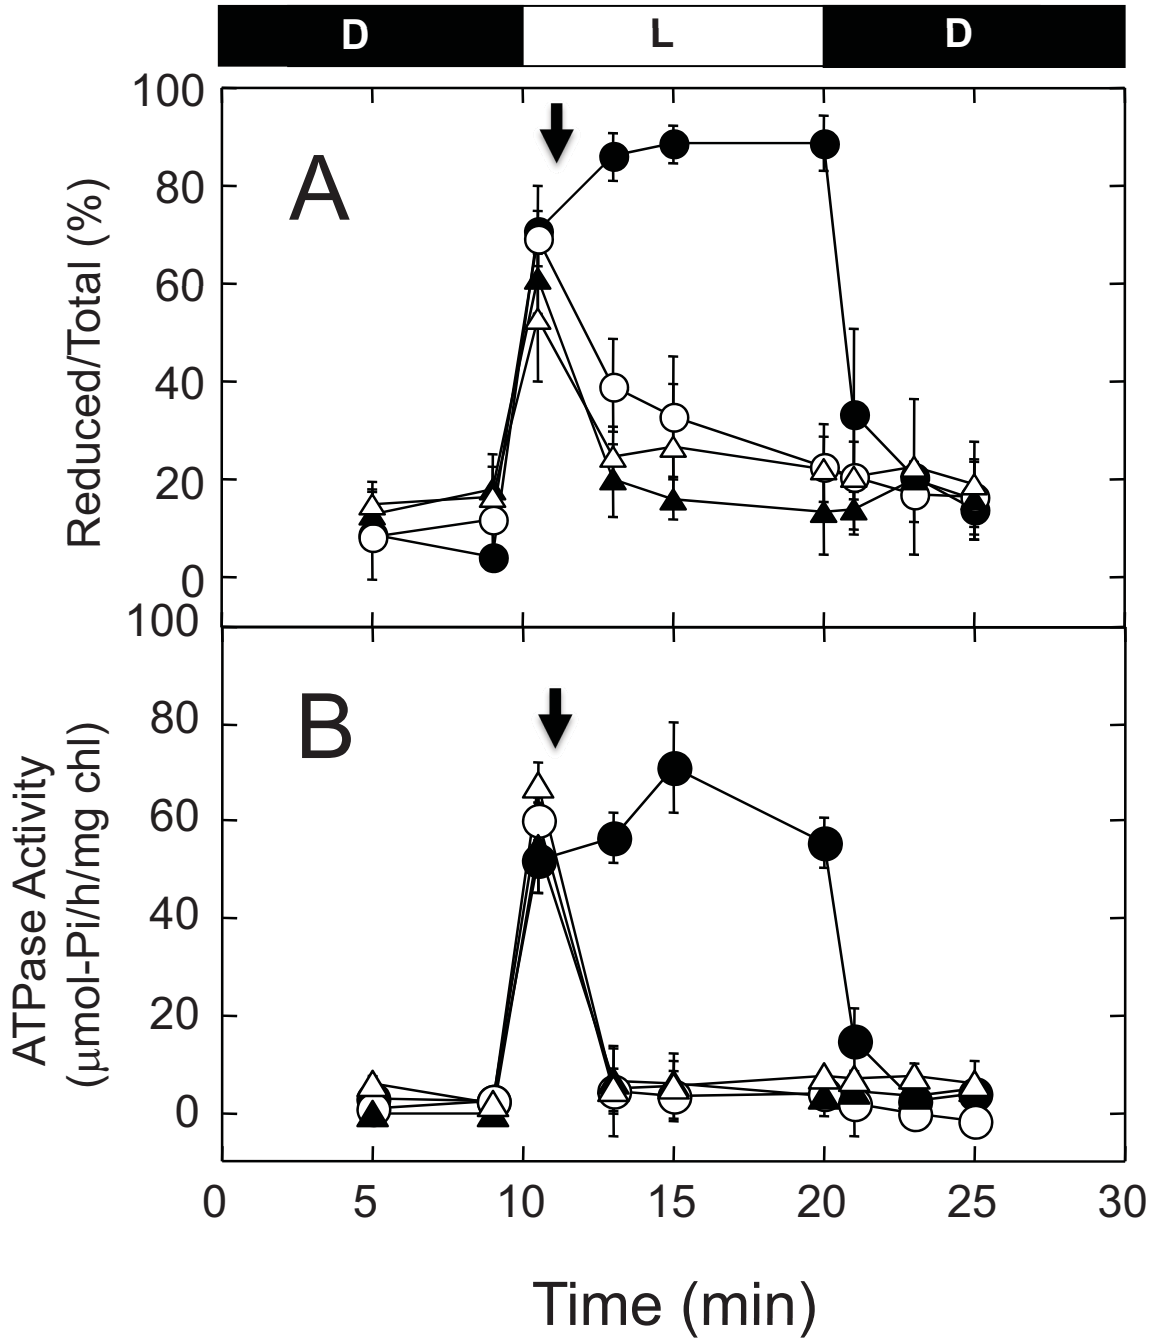 D L D
100
80
60
40
20
0
Reduced/Total (%)
A
100
80
60
40
20
0
ATPase Activity
(μmol-Pi/h/mg chl)
B
0 5 10 15 20 25 30
Time (min)